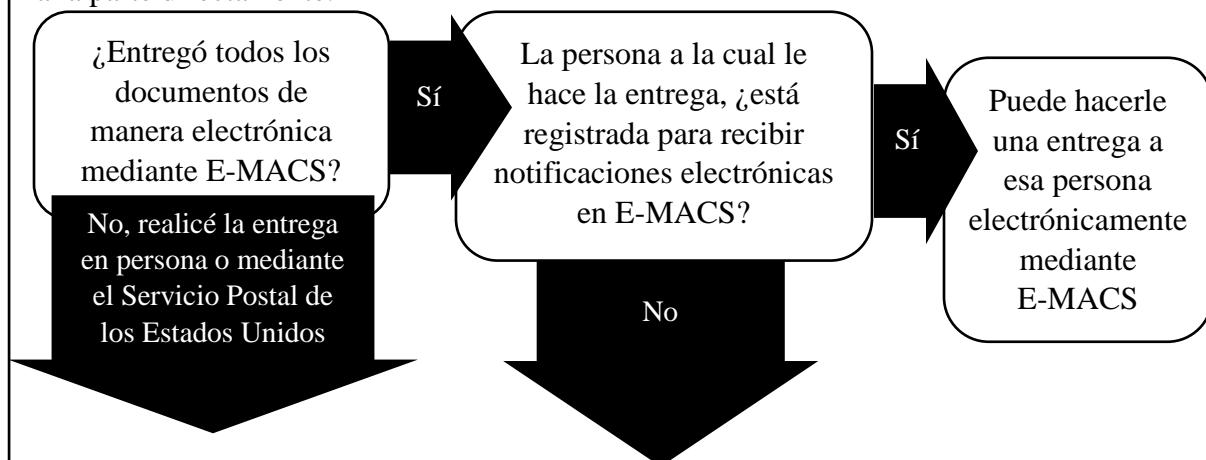 ¿Entregó todos los
documentos de
manera electrónica
mediante E-MACS?
Sí
La persona a la cual le
hace la entrega, ¿está
registrada para recibir
notificaciones electrónicas
en E-MACS?
Sí
Puede hacerle
una entrega a
esa persona
electrónicamente
mediante
E-MACS
No, realicé la entrega
en persona o mediante
el Servicio Postal de
los Estados Unidos
No